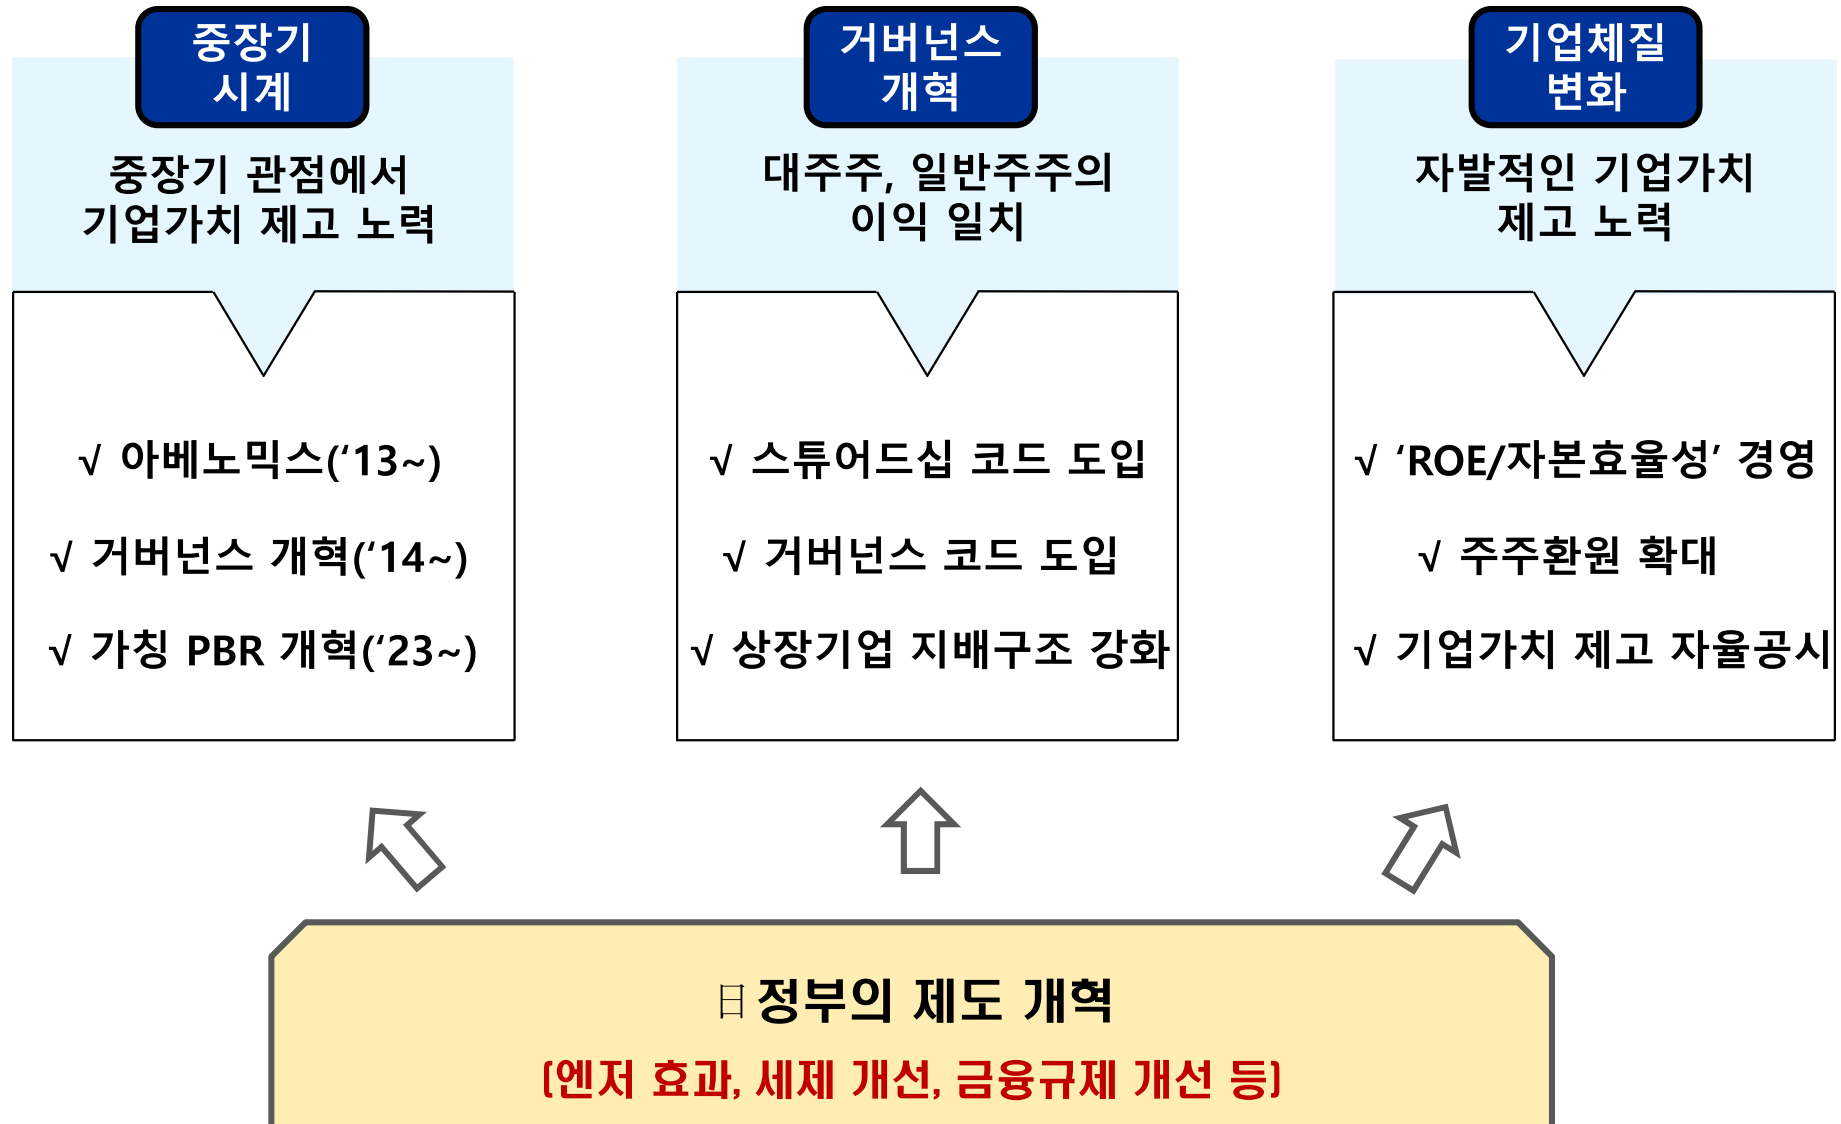 중장기
시계
중장기 관점에서
기업가치 제고 노력
√ 아베노믹스(‘13~)
√ 거버넌스 개혁(‘14~)
√ 가칭 PBR 개혁(‘23~)
거버넌스
개혁
대주주, 일반주주의
이익 일치
√ 스튜어드십 코드 도입
√ 거버넌스 코드 도입
√ 상장기업 지배구조 강화
기업체질
변화
자발적인 기업가치
제고 노력
√ ‘ROE/자본효율성’ 경영
√ 주주환원 확대
√ 기업가치 제고 자율공시
日 정부의 제도 개혁
(엔저 효과, 세제 개선, 금융규제 개선 등)